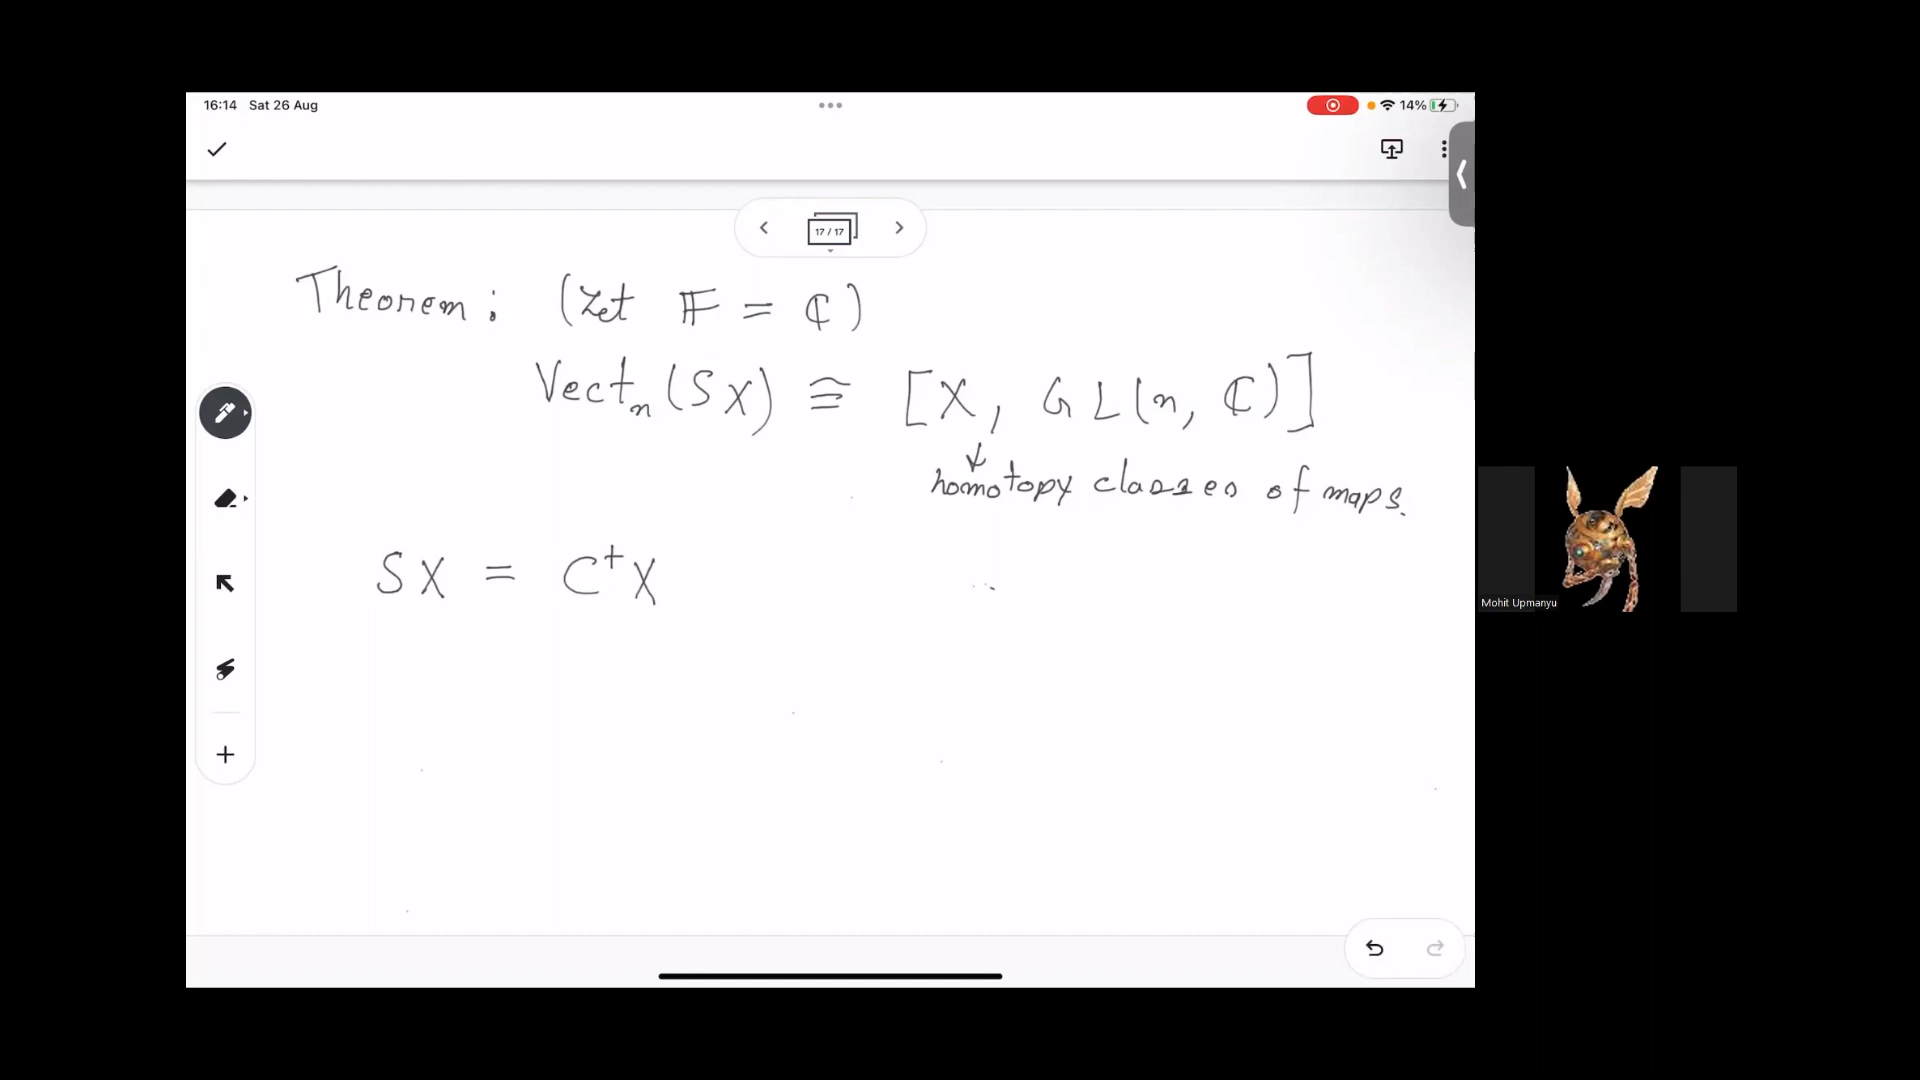 16:14 Sat 26 Aug
14%
17 / 17
Theorem: (Let 𝔽 = ℂ)
Vectₙ(SX) ≅ [X, GL(n, ℂ)]
↓
homotopy classes of maps.
SX = C⁺X
Mohit Upmanyu